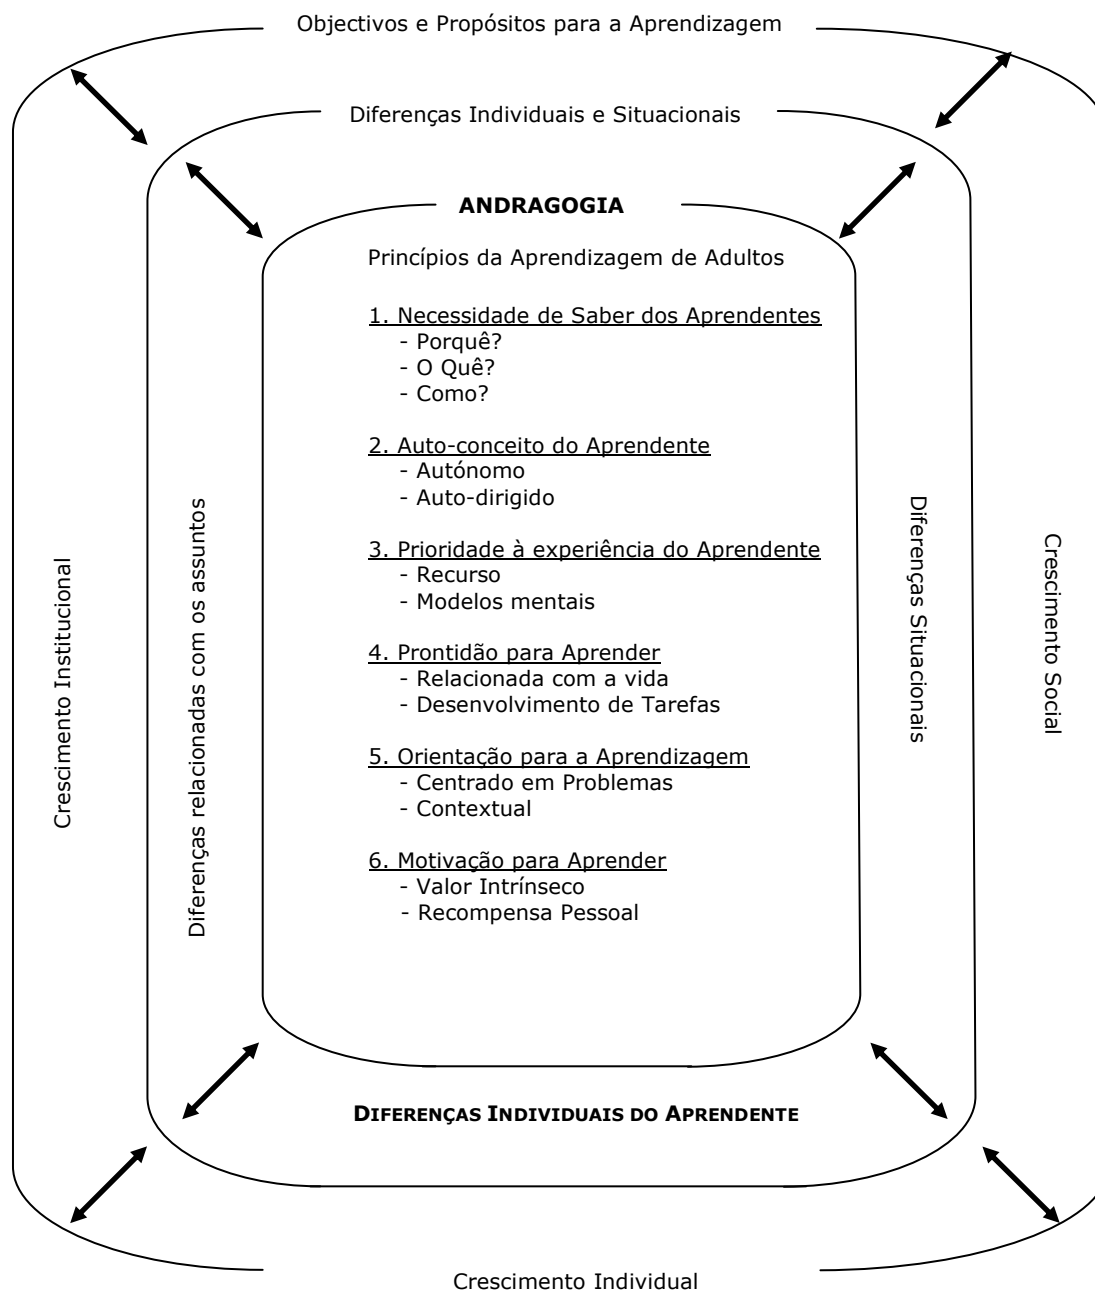 Objectivos e Propósitos para a Aprendizagem
Diferenças Individuais e Situacionais
ANDRAGOGIA
Princípios da Aprendizagem de Adultos
1. Necessidade de Saber dos Aprendentes
- Porquê?
- O Quê?
- Como?
2. Auto-conceito do Aprendente
- Autónomo
- Auto-dirigido
3. Prioridade à experiência do Aprendente
- Recurso
- Modelos mentais
4. Prontidão para Aprender
- Relacionada com a vida
- Desenvolvimento de Tarefas
5. Orientação para a Aprendizagem
- Centrado em Problemas
- Contextual
6. Motivação para Aprender
- Valor Intrínseco
- Recompensa Pessoal
Crescimento Institucional
Diferenças relacionadas com os assuntos
Diferenças Situacionais
Crescimento Social
DIFERENÇAS INDIVIDUAIS DO APRENDENTE
Crescimento Individual